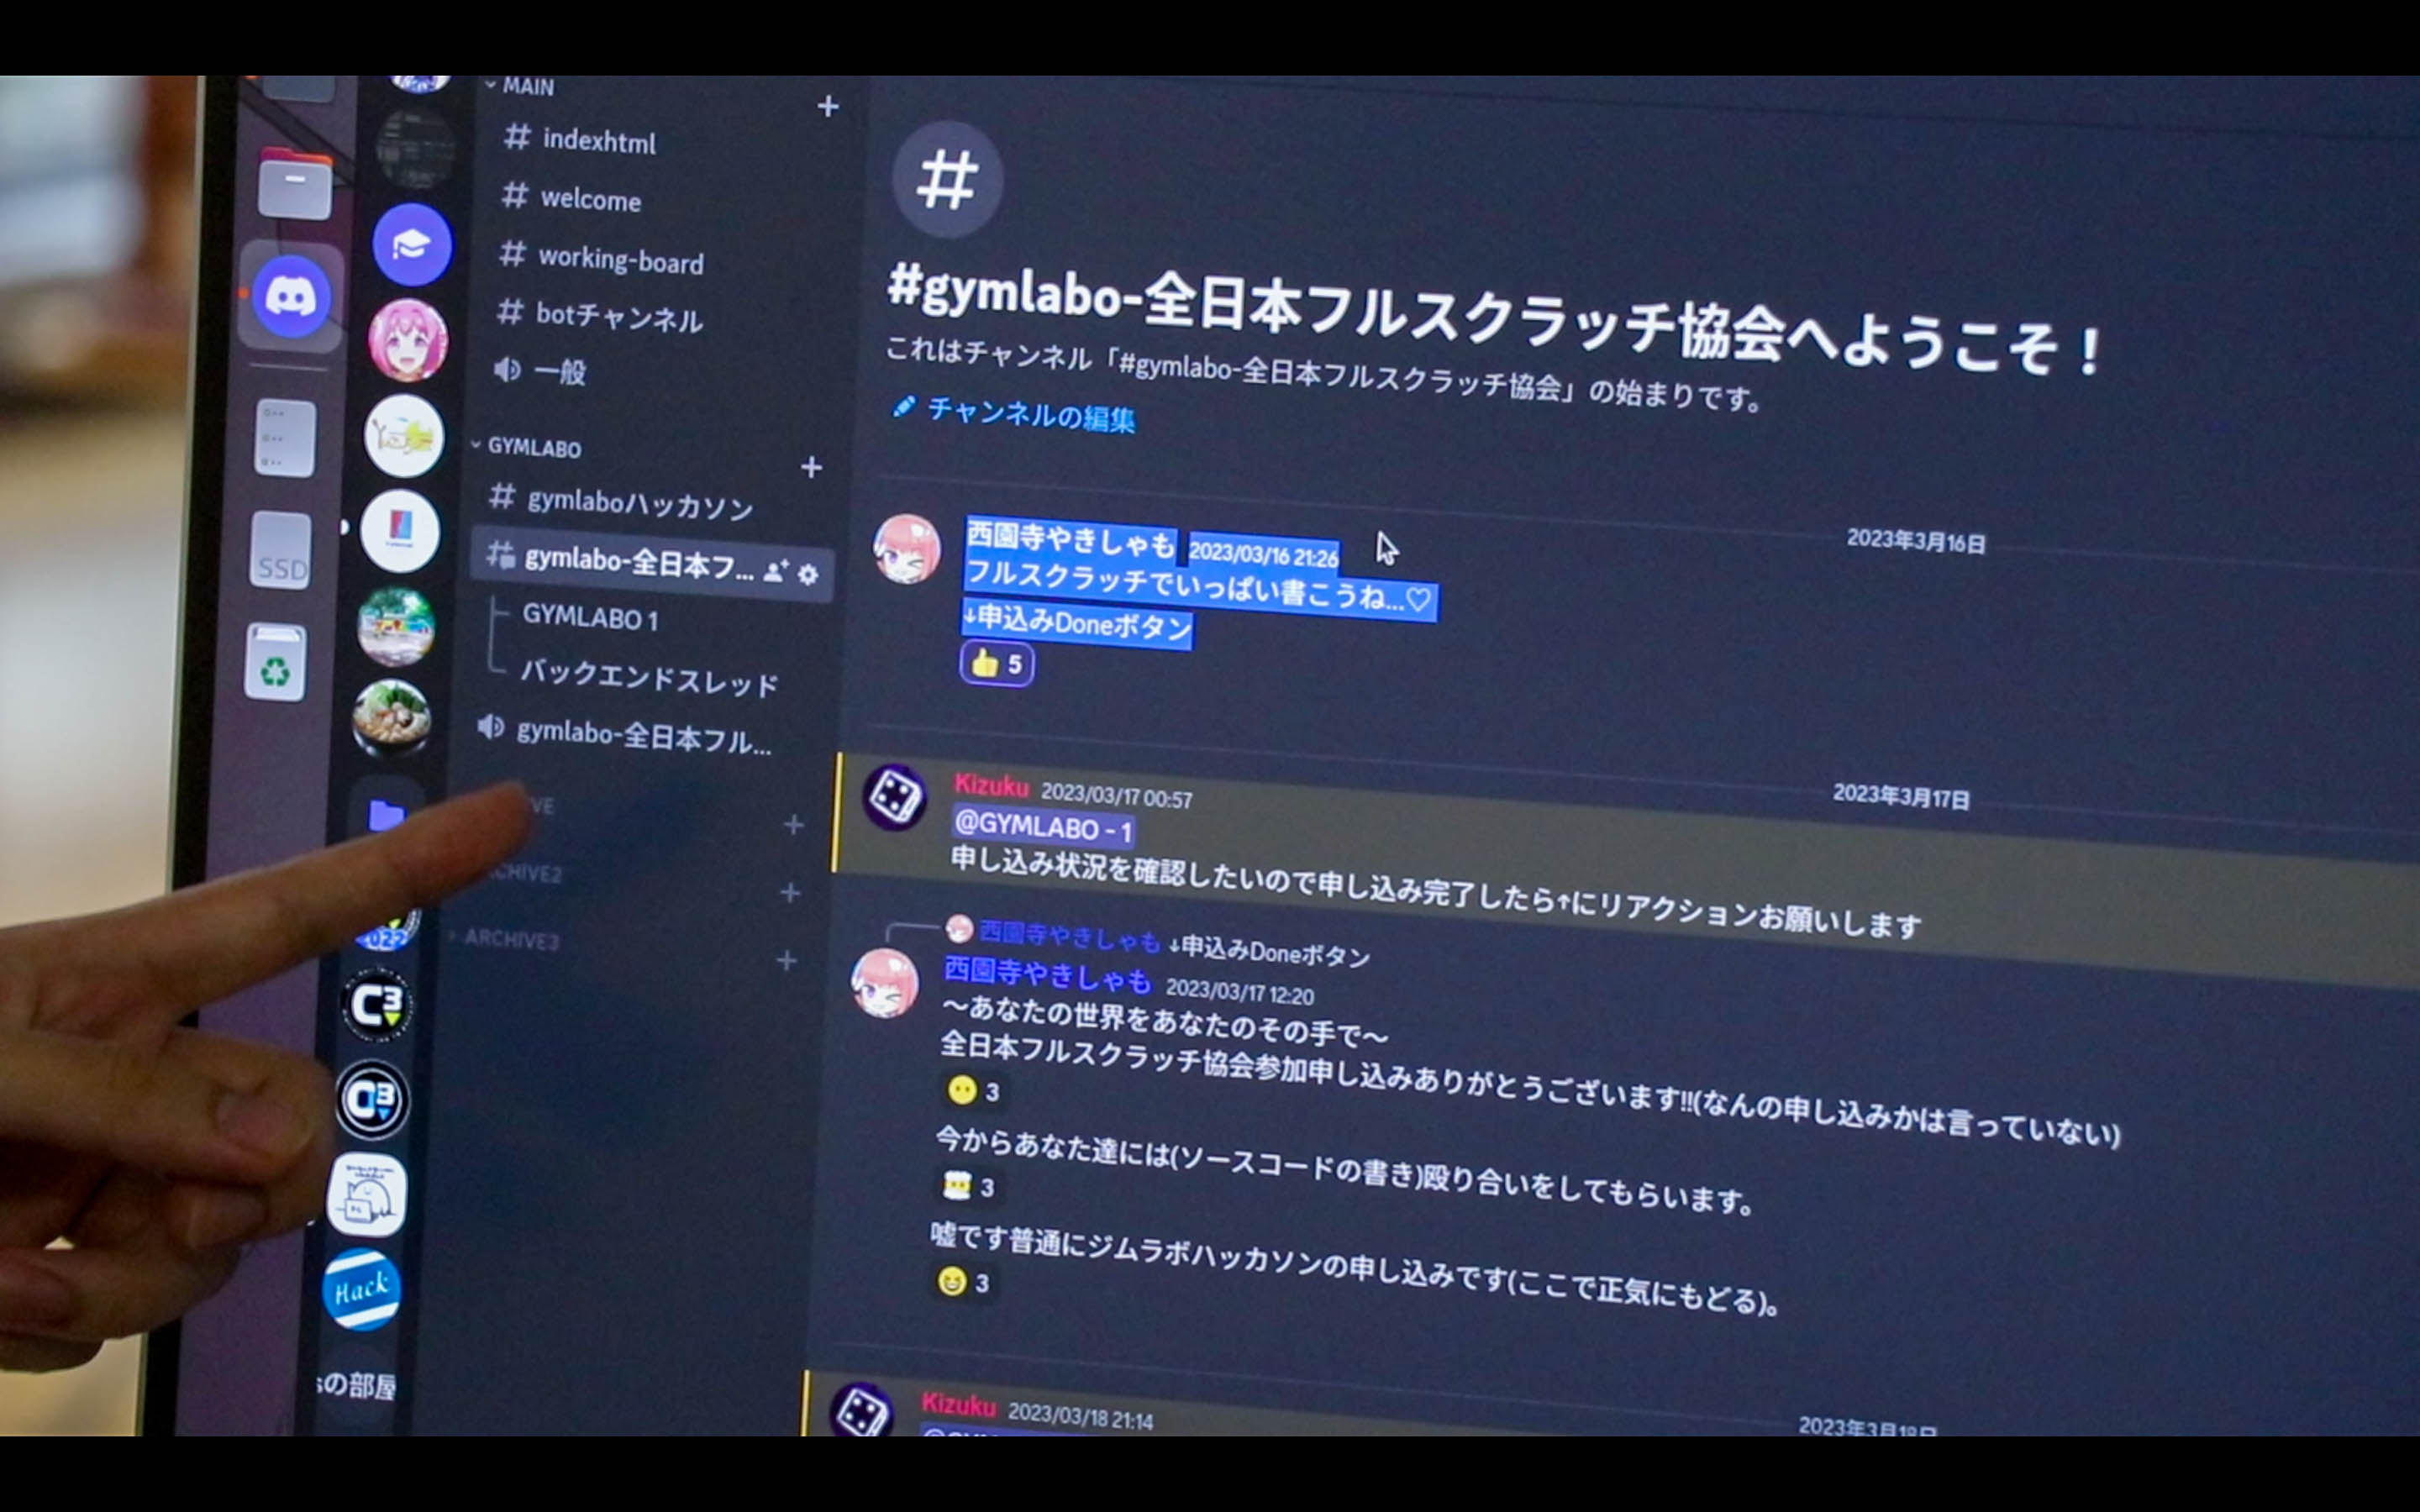 MAIN
indexhtml
welcome
working-board
botチャンネル
一般
GYMLABO
gymlaboハッカソン
gymlabo-全日本フ...
GYMLABO 1
バックエンドスレッド
gymlabo-全日本フル...
ARCHIVE3
SSD
2022
C3
C3
Hack
の部屋
#
#gymlabo-全日本フルスクラッチ協会へようこそ！
これはチャンネル「#gymlabo-全日本フルスクラッチ協会」の始まりです。
チャンネルの編集
2023年3月16日
西園寺やきしゃも 2023/03/16 21:26
フルスクラッチでいっぱい書こうね...♡
↓申込みDoneボタン
👍 5
2023年3月17日
Kizuku 2023/03/17 00:57
@GYMLABO - 1
申し込み状況を確認したいので申し込み完了したら↑にリアクションお願いします
西園寺やきしゃも ↓申込みDoneボタン
西園寺やきしゃも 2023/03/17 12:20
～あなたの世界をあなたのその手で～
全日本フルスクラッチ協会参加申し込みありがとうございます!!(なんの申し込みかは言っていない)
3
今からあなた達には(ソースコードの書き)殴り合いをしてもらいます。
3
嘘です普通にジムラボハッカソンの申し込みです(ここで正気にもどる)。
3
Kizuku 2023/03/18 21:14
2023年3月18日